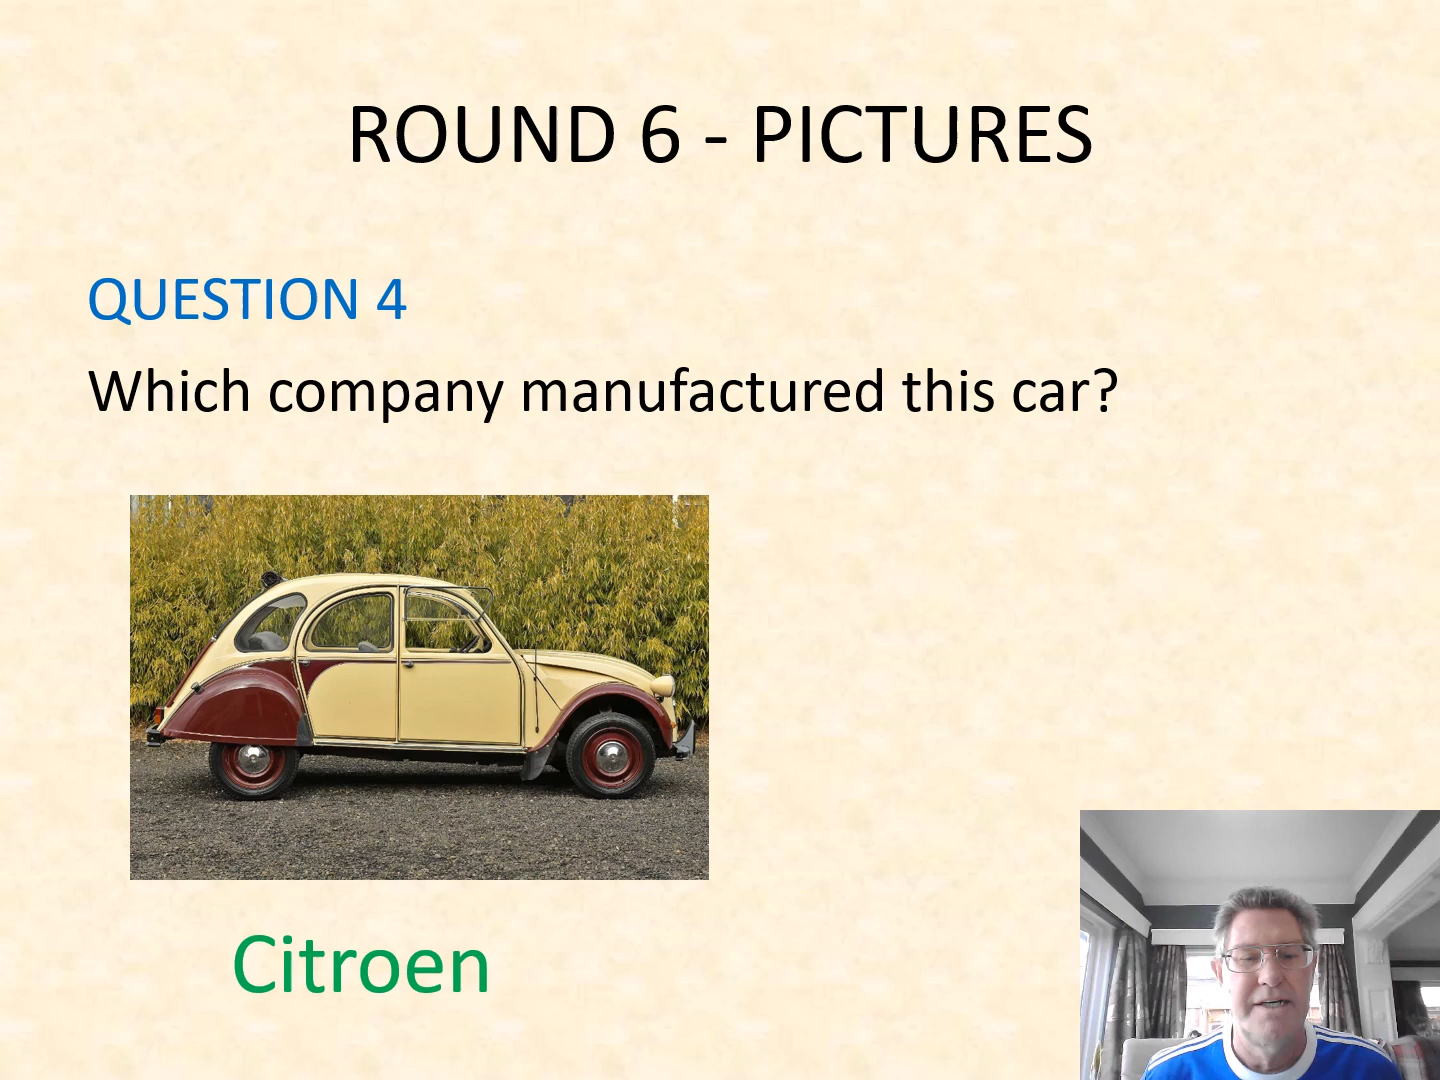 ROUND 6 - PICTURES
QUESTION 4
Which company manufactured this car?
Citroen